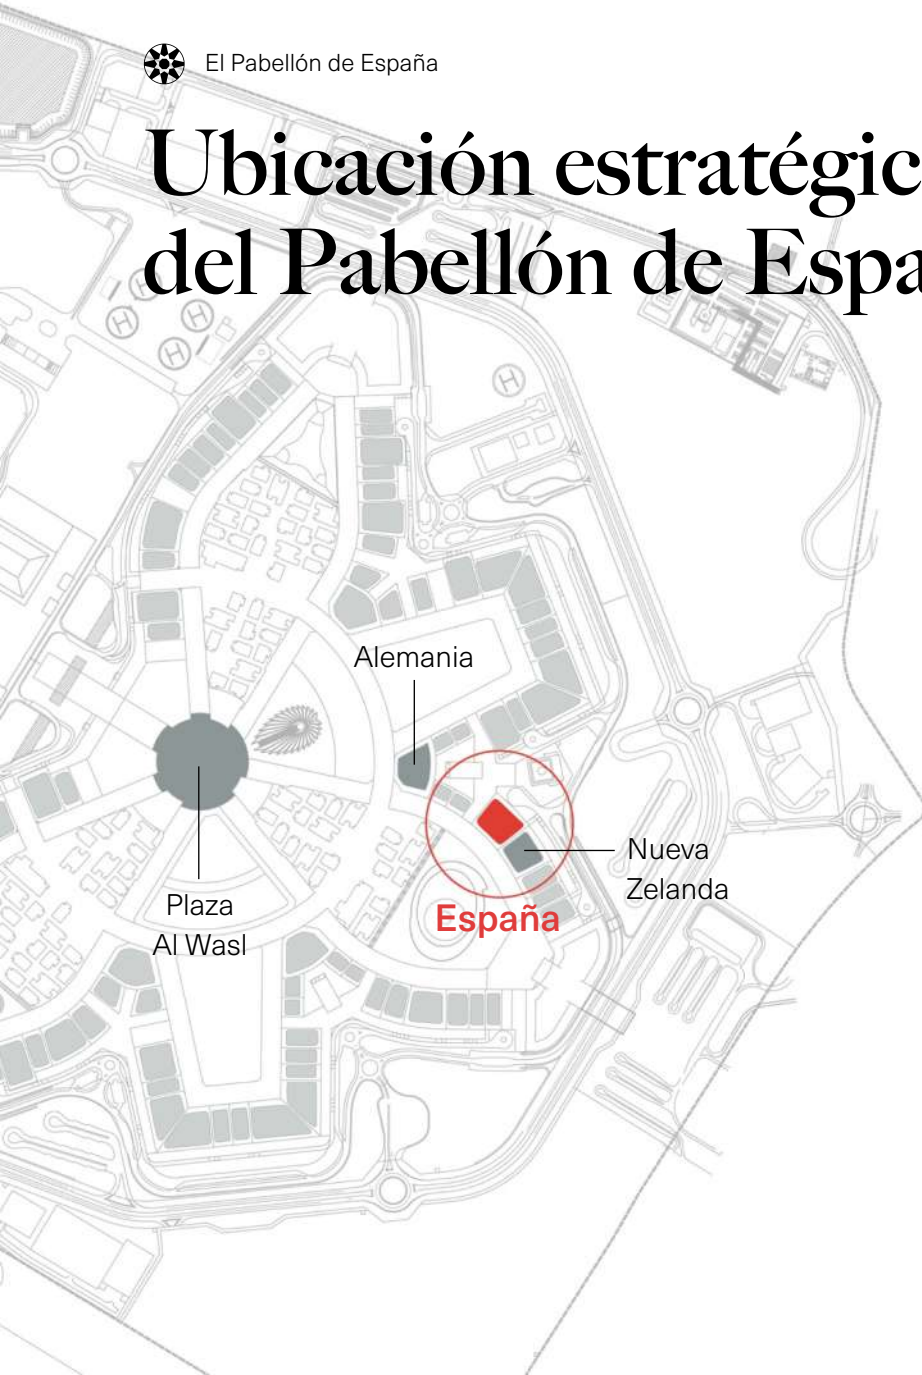 El Pabellón de España
Ubicación estratégic
del Pabellón de Espa
H
H
H
H
H
Alemania
Nueva
Zelanda
España
Plaza
Al Wasl